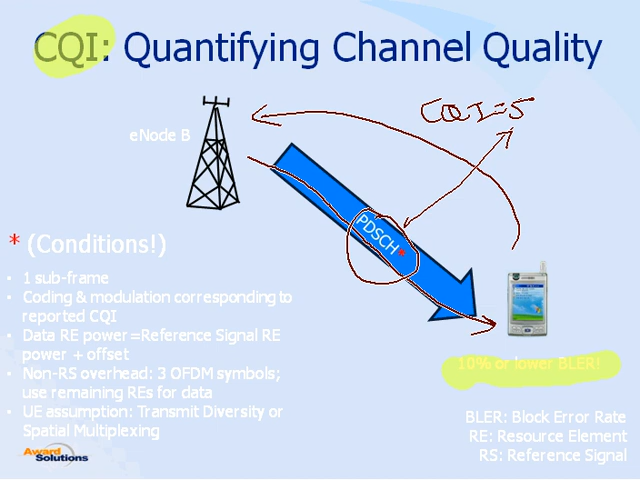 CQI: Quantifying Channel Quality
CQI=5
eNode B
PDSCH*
* (Conditions!)
• 1 sub-frame
• Coding & modulation corresponding to
reported CQI
• Data RE power=Reference Signal RE
power + offset
• Non-RS overhead: 3 OFDM symbols;
use remaining REs for data
• UE assumption: Transmit Diversity or
Spatial Multiplexing
10% or lower BLER!
BLER: Block Error Rate
RE: Resource Element
RS: Reference Signal
Award
Solutions